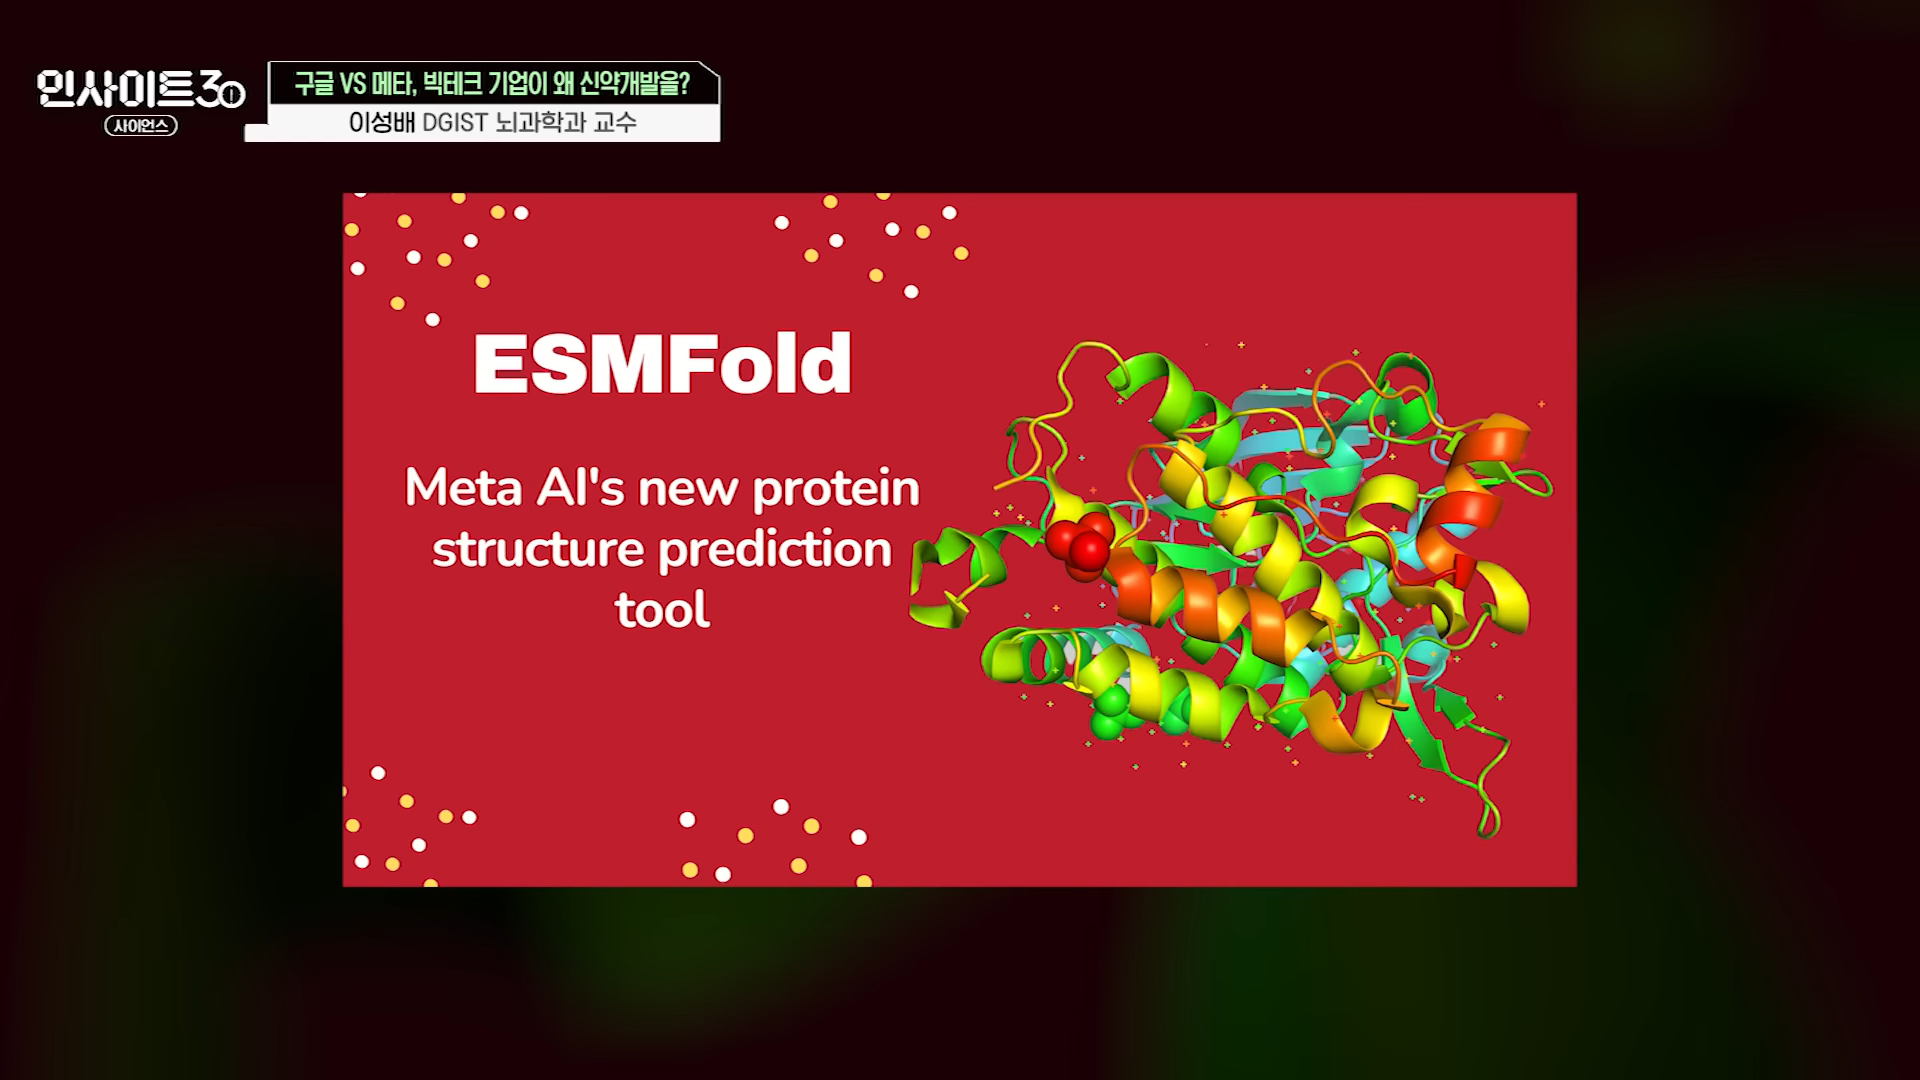 인사이트30
사이언스
구글 VS 메타, 빅테크 기업이 왜 신약개발을?
이성배 DGIST 뇌과학과 교수
ESMFold
Meta AI's new protein
structure prediction
tool